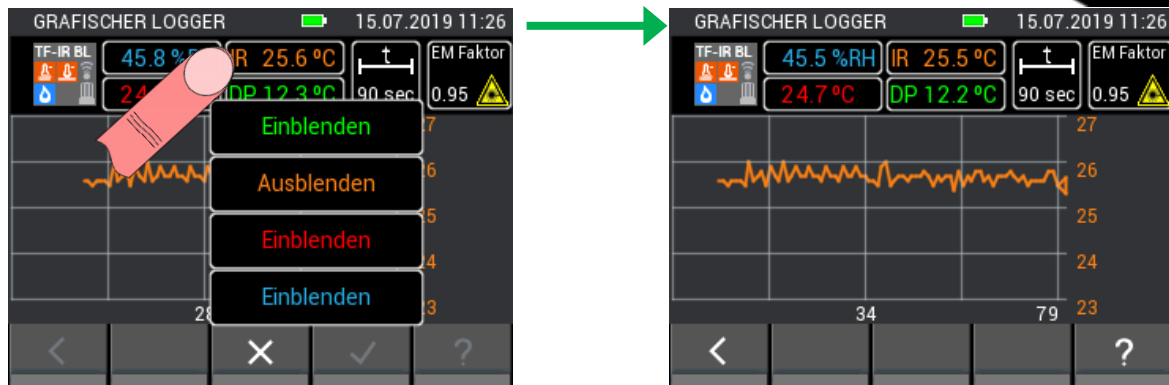 GRAFISCHER LOGGER 15.07.2019 11:26
TF-IR BL 45.8 % IR 25.6 ºC t EM Faktor
24 DP 12.3 ºC 90 sec 0.95
Einblenden
Ausblenden
Einblenden
Einblenden
27
26
25
24
23
28
?
GRAFISCHER LOGGER 15.07.2019 11:26
TF-IR BL 45.5 %RH IR 25.5 ºC t EM Faktor
24.7 ºC DP 12.2 ºC 90 sec 0.95
27
26
25
24
23
34 79
?